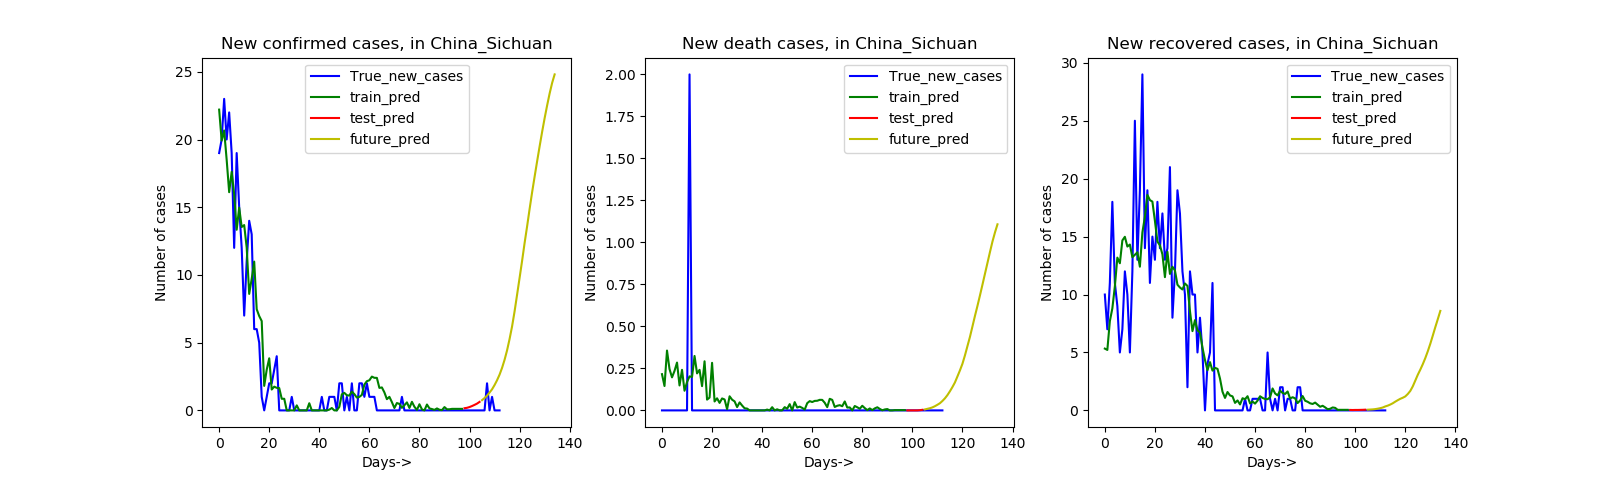 New confirmed cases, in China_Sichuan
Number of cases
25
20
15
10
5
0
True_new_cases
train_pred
test_pred
future_pred
0 20 40 60 80 100 120 140
Days->
New death cases, in China_Sichuan
Number of cases
2.00
1.75
1.50
1.25
1.00
0.75
0.50
0.25
0.00
True_new_cases
train_pred
test_pred
future_pred
0 20 40 60 80 100 120 140
Days->
New recovered cases, in China_Sichuan
Number of cases
30
25
20
15
10
5
0
True_new_cases
train_pred
test_pred
future_pred
0 20 40 60 80 100 120 140
Days->